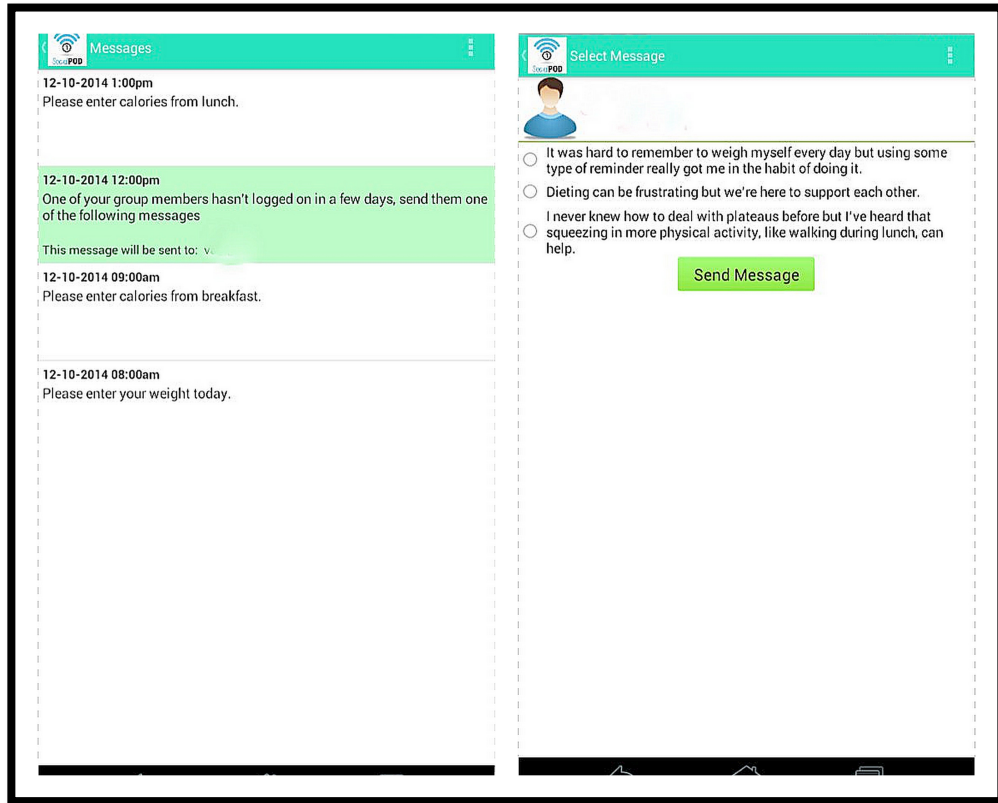 Messages
SocialPOD
12-10-2014 1:00pm
Please enter calories from lunch.
12-10-2014 12:00pm
One of your group members hasn't logged on in a few days, send them one
of the following messages
This message will be sent to:
12-10-2014 09:00am
Please enter calories from breakfast.
12-10-2014 08:00am
Please enter your weight today.
Select Message
SocialPOD
It was hard to remember to weigh myself every day but using some
type of reminder really got me in the habit of doing it.
Dieting can be frustrating but we're here to support each other.
I never knew how to deal with plateaus before but I've heard that
squeezing in more physical activity, like walking during lunch, can
help.
Send Message